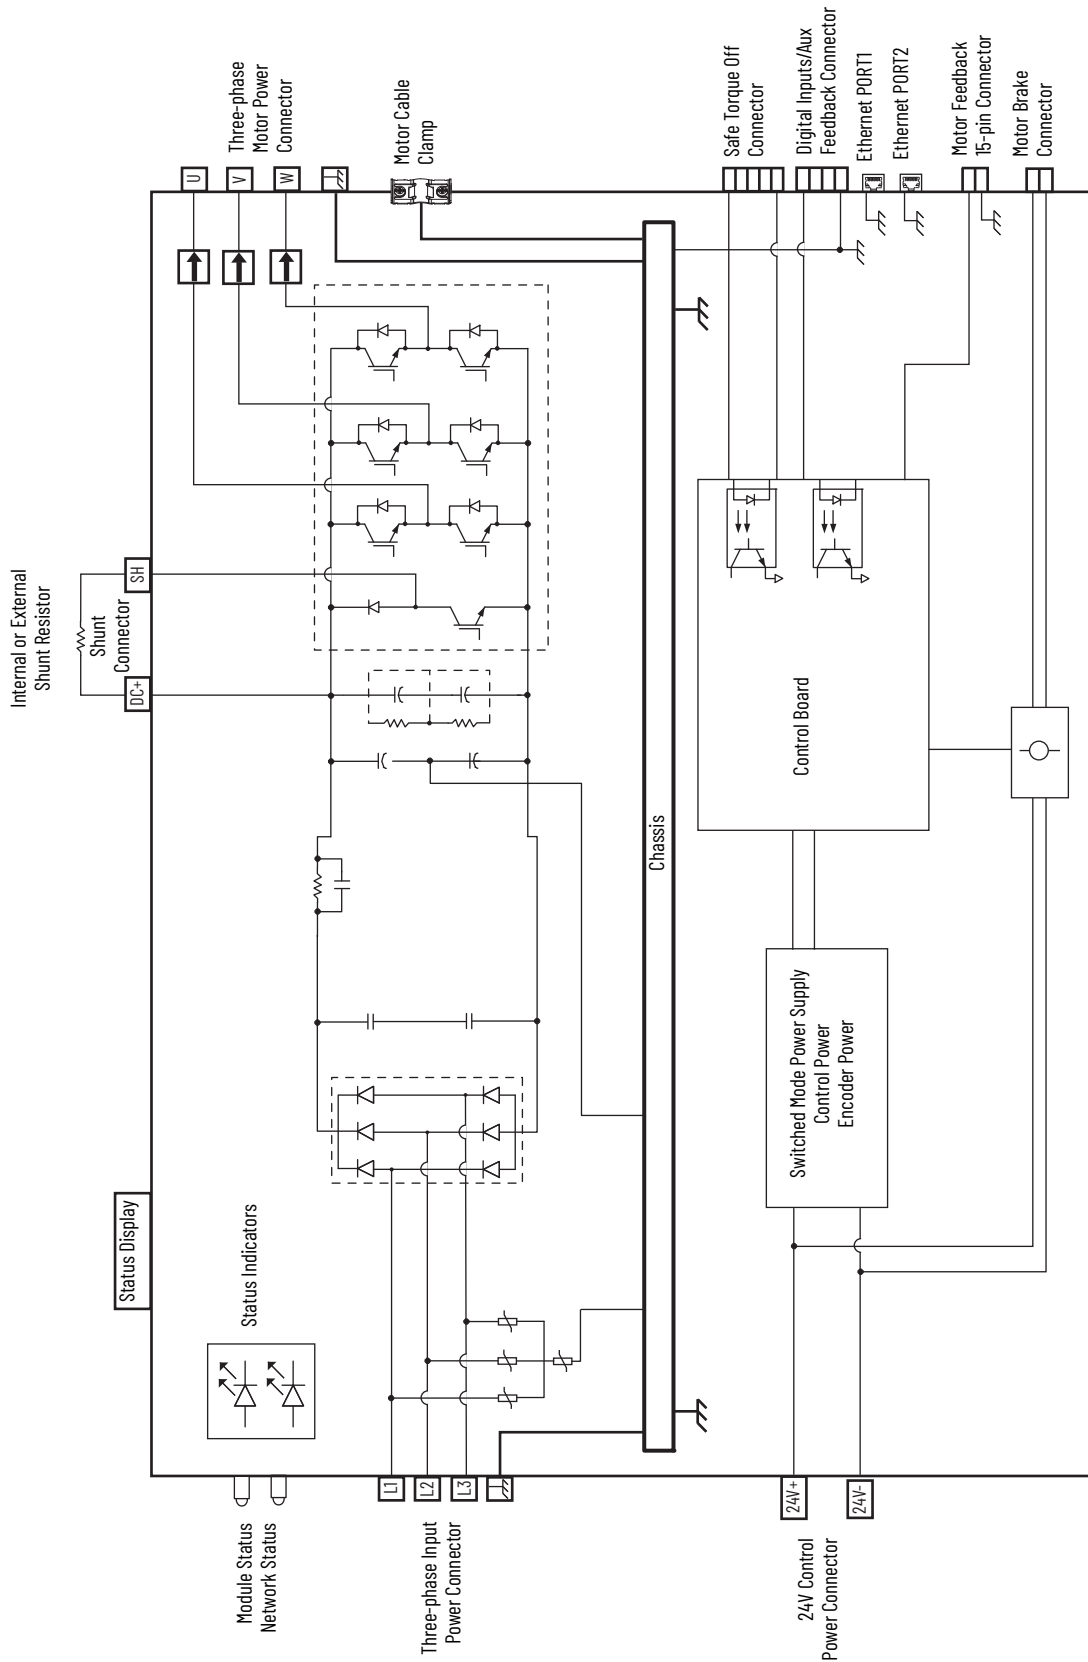 Internal or External
Shunt Resistor
Shunt
Connector
DC+
SH
Status Display
Status Indicators
Module Status
Network Status
Three-phase Input
Power Connector
L1
L2
L3
Three-phase
Motor Power
Connector
U
V
W
Motor Cable
Clamp
Chassis
24V Control
Power Connector
24V+
24V-
Switched Mode Power Supply
Control Power
Encoder Power
Control Board
Safe Torque Off
Connector
Digital Inputs/Aux
Feedback Connector
Ethernet PORT1
Ethernet PORT2
Motor Feedback
15-pin Connector
Motor Brake
Connector